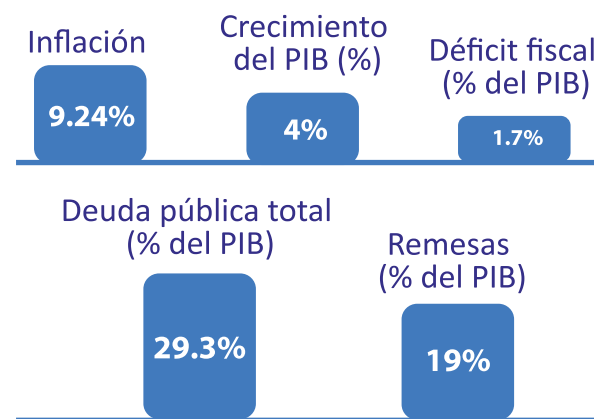 Inflación
9.24%
Crecimiento
del PIB (%)
4%
Déficit fiscal
(% del PIB)
1.7%
Deuda pública total
(% del PIB)
29.3%
Remesas
(% del PIB)
19%